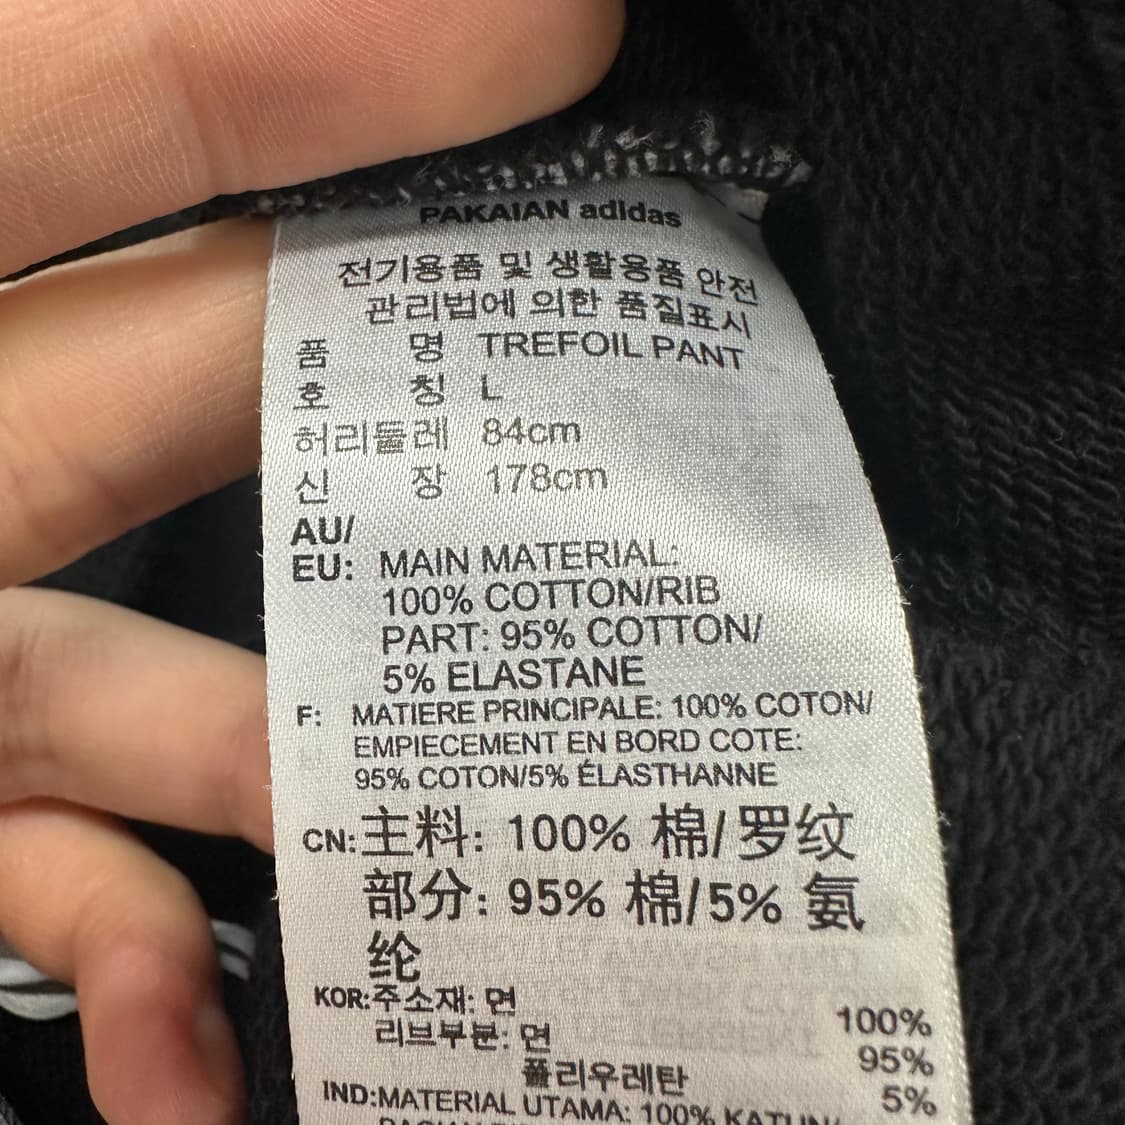 PAKAIAN adidas
전기용품 및 생활용품 안전
관리법에 의한 품질표시
품 명 TREFOIL PANT
호 칭 L
허리둘레 84cm
신 장 178cm
AU/
EU: MAIN MATERIAL:
100% COTTON/RIB
PART: 95% COTTON/
5% ELASTANE
F: MATIERE PRINCIPALE: 100% COTON/
EMPIECEMENT EN BORD COTE:
95% COTON/5% ÉLASTHANNE
CN:主料: 100% 棉/罗纹
部分: 95% 棉/5% 氨
纶
KOR:주소재: 면 100%
리브부분: 면 95%
폴리우레탄 5%
IND:MATERIAL UTAMA: 100% KATUN/